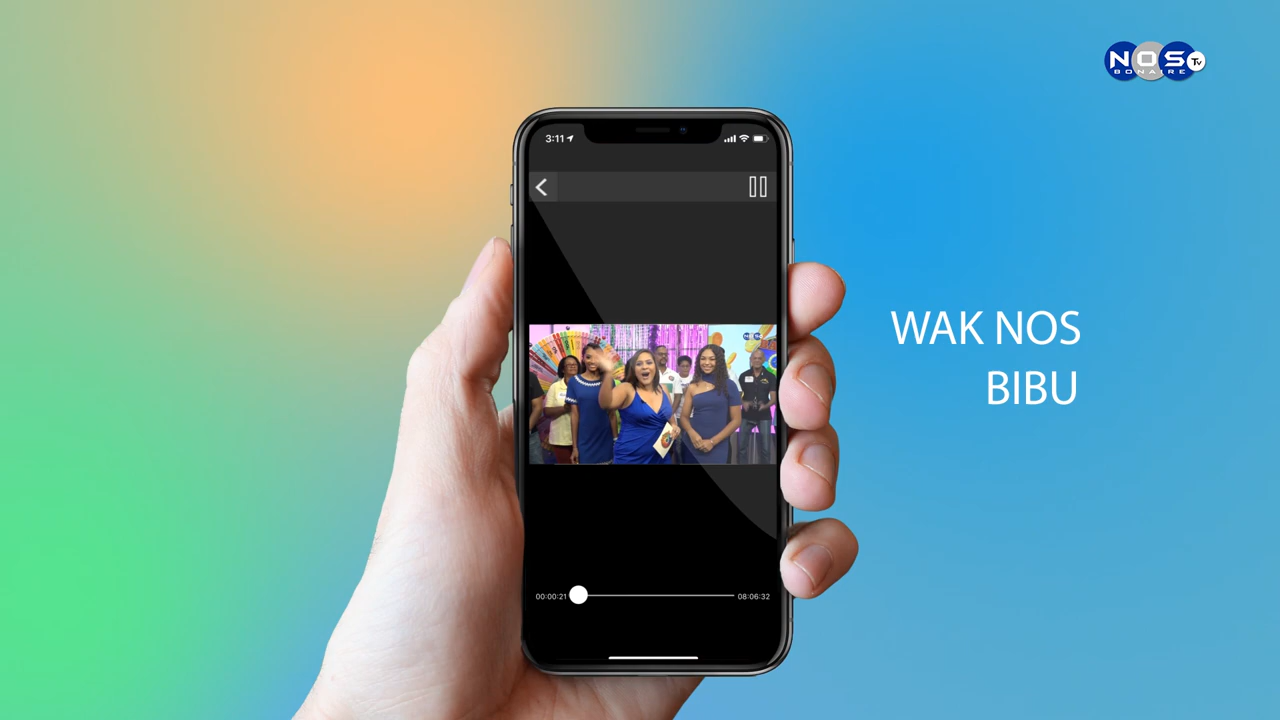 NOS Tv
BONAIRE
3:11
WAK NOS
BIBU
00:00:21
08:06:32